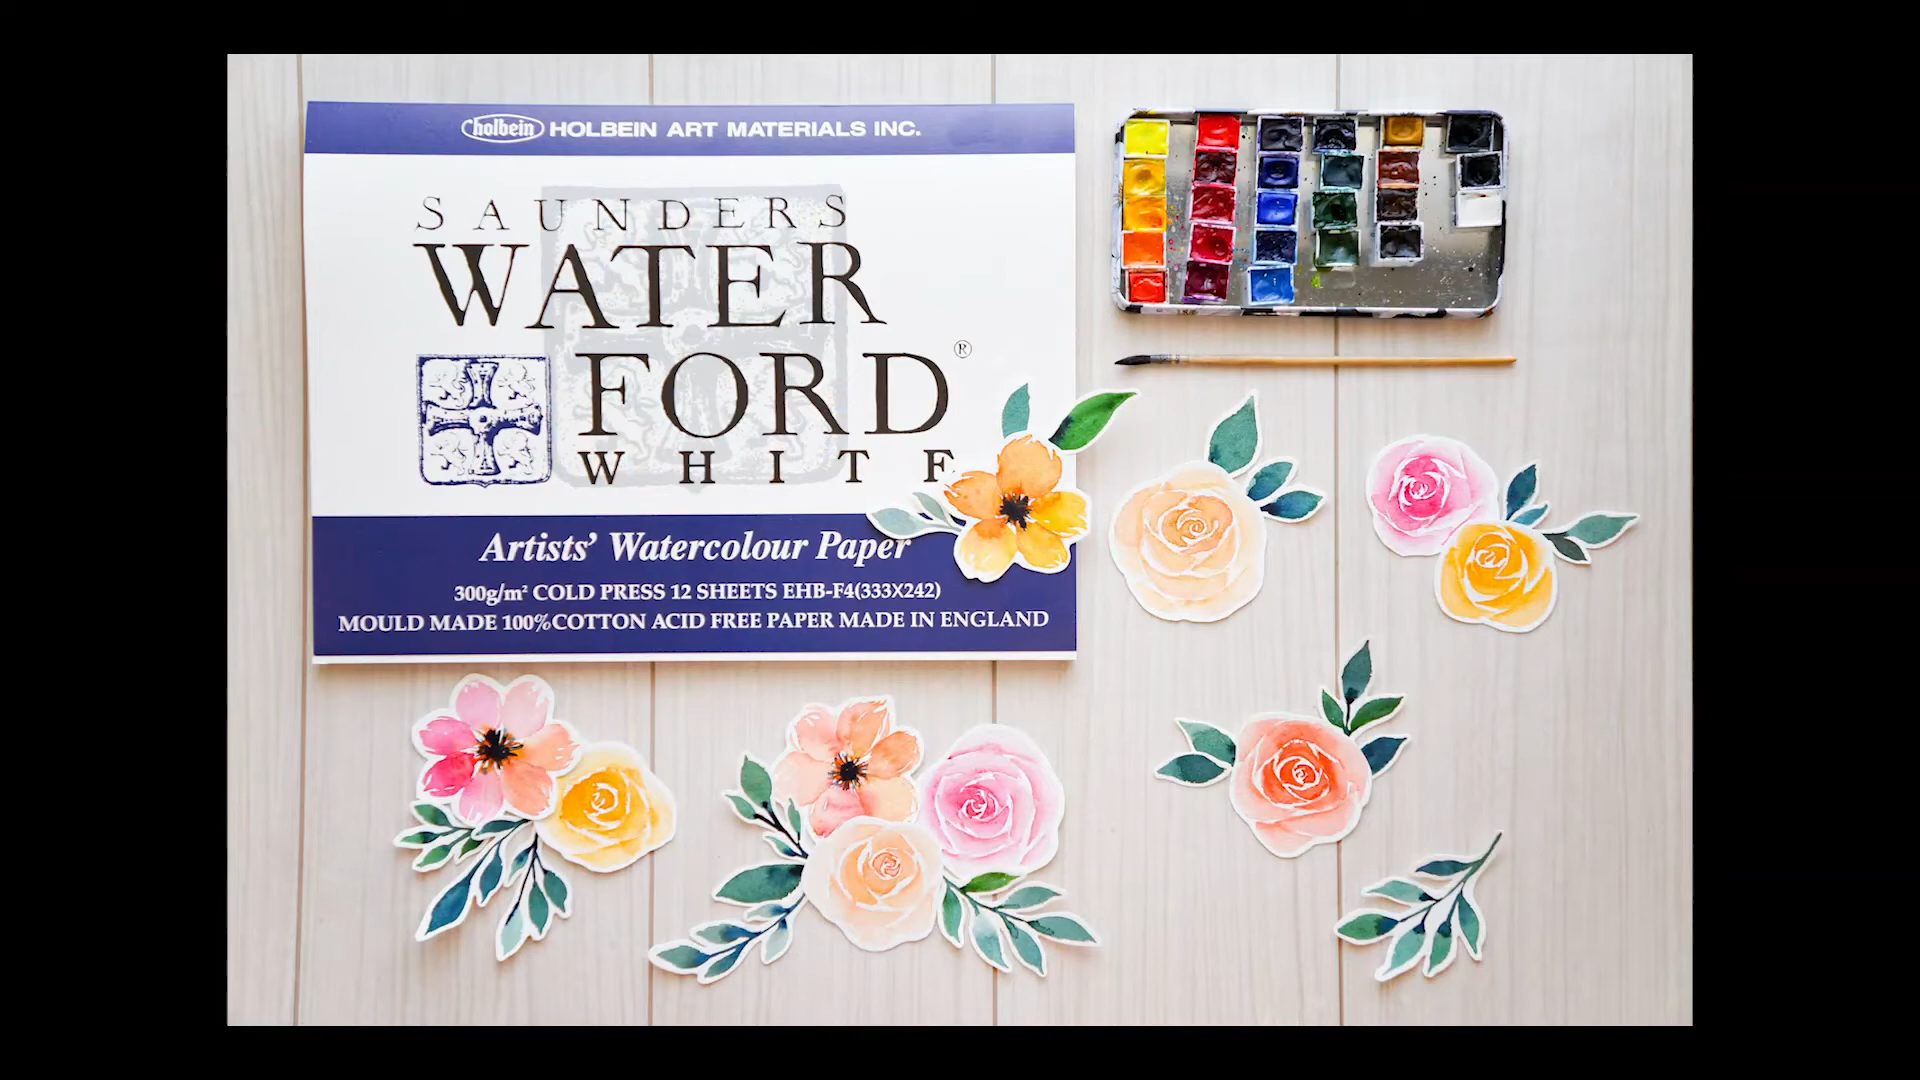 holbein HOLBEIN ART MATERIALS INC.
SAUNDERS
WATER
FORD®
WHITE
Artists' Watercolour Paper
300g/m² COLD PRESS 12 SHEETS EHB-F4(333X242)
MOULD MADE 100%COTTON ACID FREE PAPER MADE IN ENGLAND